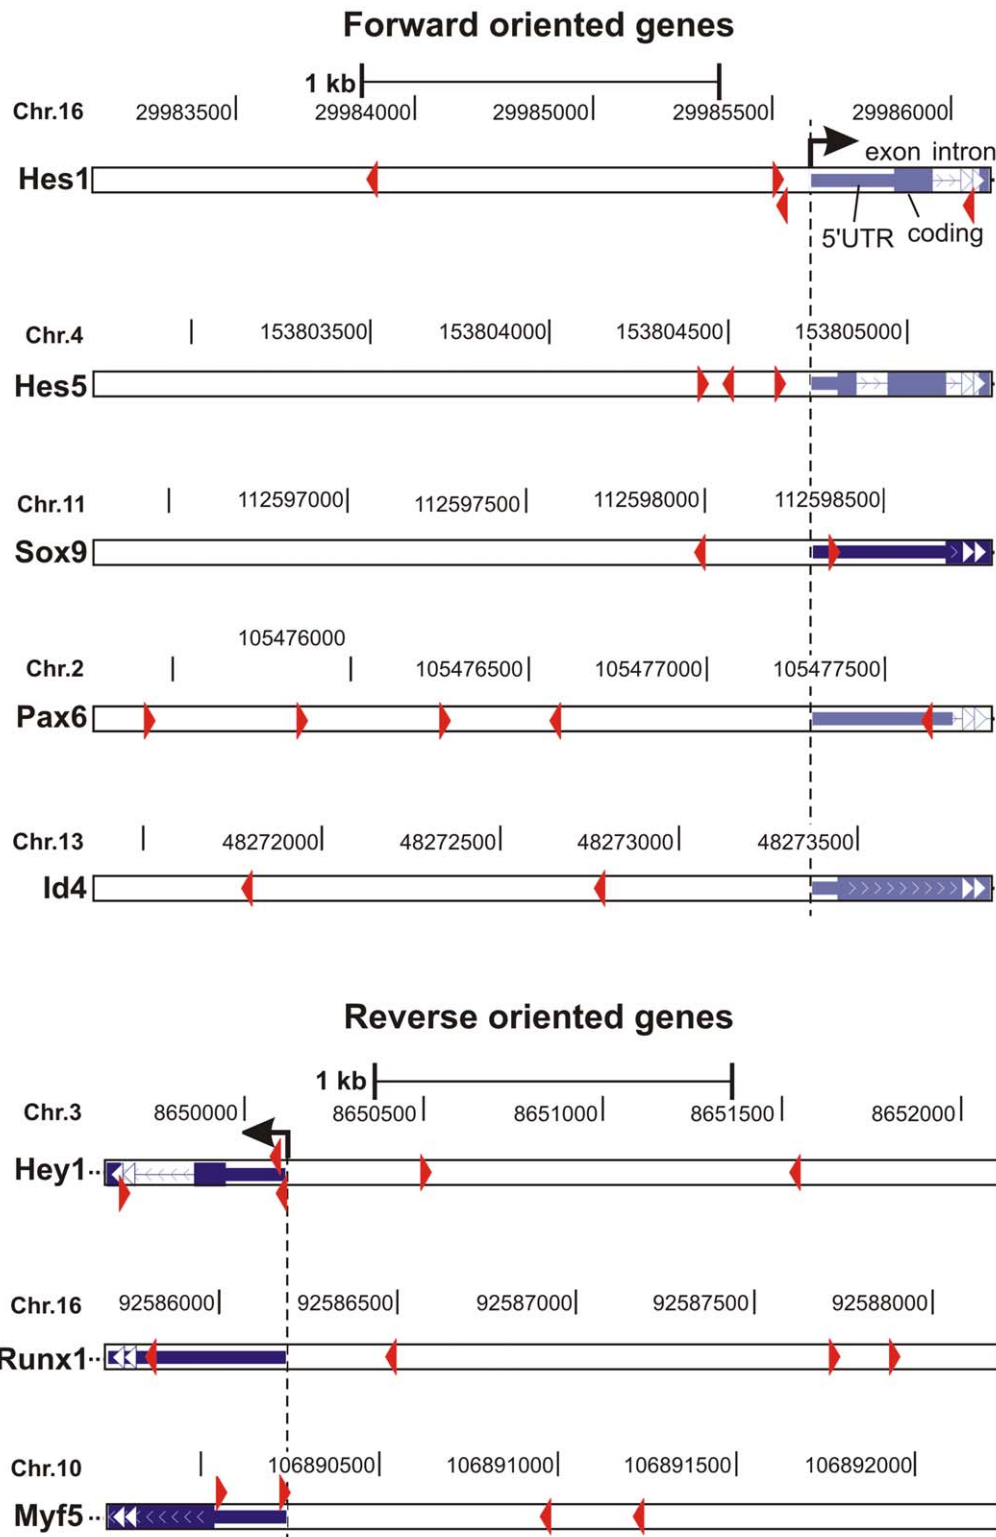 Forward oriented genes
1 kb
Chr.16 29983500 29984000 29985000 29985500 29986000
Hes1 exon intron
5'UTR coding
Chr.4 153803500 153804000 153804500 153805000
Hes5
Chr.11 112597000 112597500 112598000 112598500
Sox9
105476000
Chr.2 105476500 105477000 105477500
Pax6
Chr.13 48272000 48272500 48273000 48273500
Id4
Reverse oriented genes
1 kb
Chr.3 8650000 8650500 8651000 8651500 8652000
Hey1
Chr.16 92586000 92586500 92587000 92587500 92588000
Runx1
Chr.10 106890500 106891000 106891500 106892000
Myf5